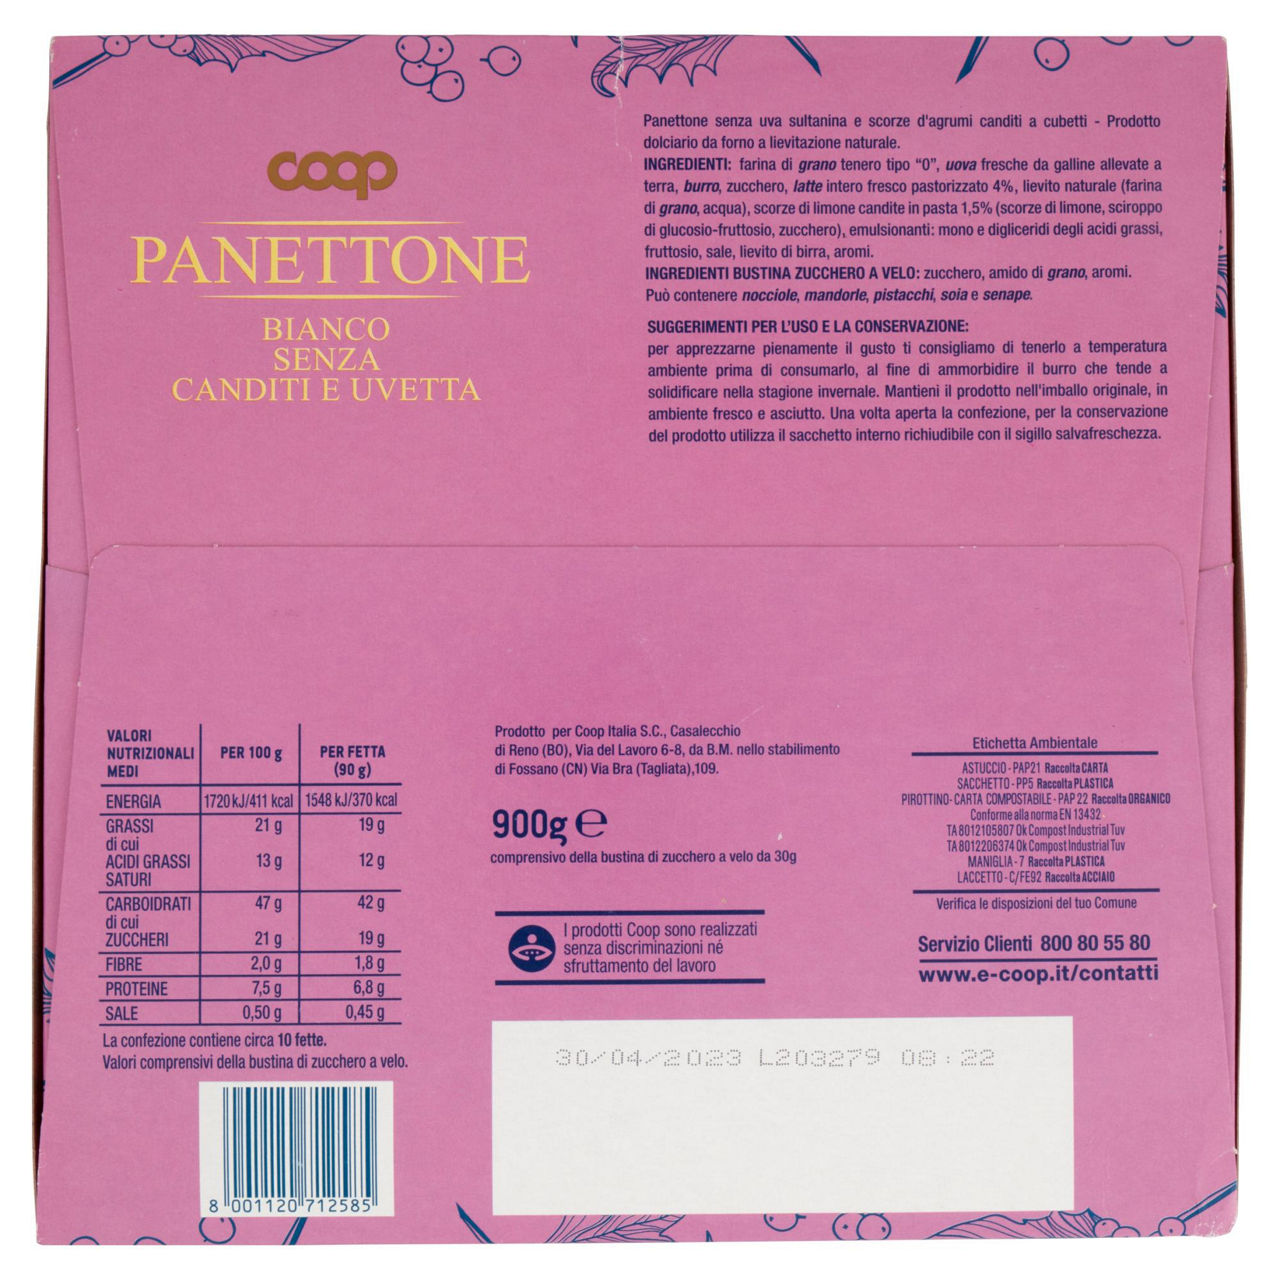 coop
PANETTONE
BIANCO
SENZA
CANDITI E UVETTA
Panettone senza uva sultanina e scorze d'agrumi canditi a cubetti - Prodotto
dolciario da forno a lievitazione naturale.
INGREDIENTI: farina di grano tenero tipo “0”, uova fresche da galline allevate a
terra, burro, zucchero, latte intero fresco pastorizzato 4%, lievito naturale (farina
di grano, acqua), scorze di limone candite in pasta 1,5% (scorze di limone, sciroppo
di glucosio-fruttosio, zucchero), emulsionanti: mono e digliceridi degli acidi grassi,
fruttosio, sale, lievito di birra, aromi.
INGREDIENTI BUSTINA ZUCCHERO A VELO: zucchero, amido di grano, aromi.
Può contenere nocciole, mandorle, pistacchi, soia e senape.
SUGGERIMENTI PER L'USO E LA CONSERVAZIONE:
per apprezzarne pienamente il gusto ti consigliamo di tenerlo a temperatura
ambiente prima di consumarlo, al fine di ammorbidire il burro che tende a
solidificare nella stagione invernale. Mantieni il prodotto nell'imballo originale, in
ambiente fresco e asciutto. Una volta aperta la confezione, per la conservazione
del prodotto utilizza il sacchetto interno richiudibile con il sigillo salvafreschezza.
VALORI
NUTRIZIONALI
MEDI
PER 100 g
PER FETTA
(90 g)
ENERGIA 1720 kJ/411 kcal 1548 kJ/370 kcal
GRASSI 21 g 19 g
di cui
ACIDI GRASSI 13 g 12 g
SATURI
CARBOIDRATI 47 g 42 g
di cui
ZUCCHERI 21 g 19 g
FIBRE 2,0 g 1,8 g
PROTEINE 7,5 g 6,8 g
SALE 0,50 g 0,45 g
La confezione contiene circa 10 fette.
Valori comprensivi della bustina di zucchero a velo.
8 001120 712585
Prodotto per Coop Italia S.C., Casalecchio
di Reno (BO), Via del Lavoro 6-8, da B.M. nello stabilimento
di Fossano (CN) Via Bra (Tagliata),109.
900g ℮
comprensivo della bustina di zucchero a velo da 30g
I prodotti Coop sono realizzati
senza discriminazioni né
sfruttamento del lavoro
30/04/2023 L203279 08:22
Etichetta Ambientale
ASTUCCIO - PAP21 Raccolta CARTA
SACCHETTO - PP5 Raccolta PLASTICA
PIROTTINO- CARTA COMPOSTABILE - PAP 22 Raccolta ORGANICO
Conforme alla norma EN 13432
TA8012105807 Ok Compost Industrial Tuv
TA8012206374 Ok Compost Industrial Tuv
MANIGLIA - 7 Raccolta PLASTICA
LACCETTO - C/FE92 Raccolta ACCIAIO
Verifica le disposizioni del tuo Comune
Servizio Clienti 800 80 55 80
www.e-coop.it/contatti